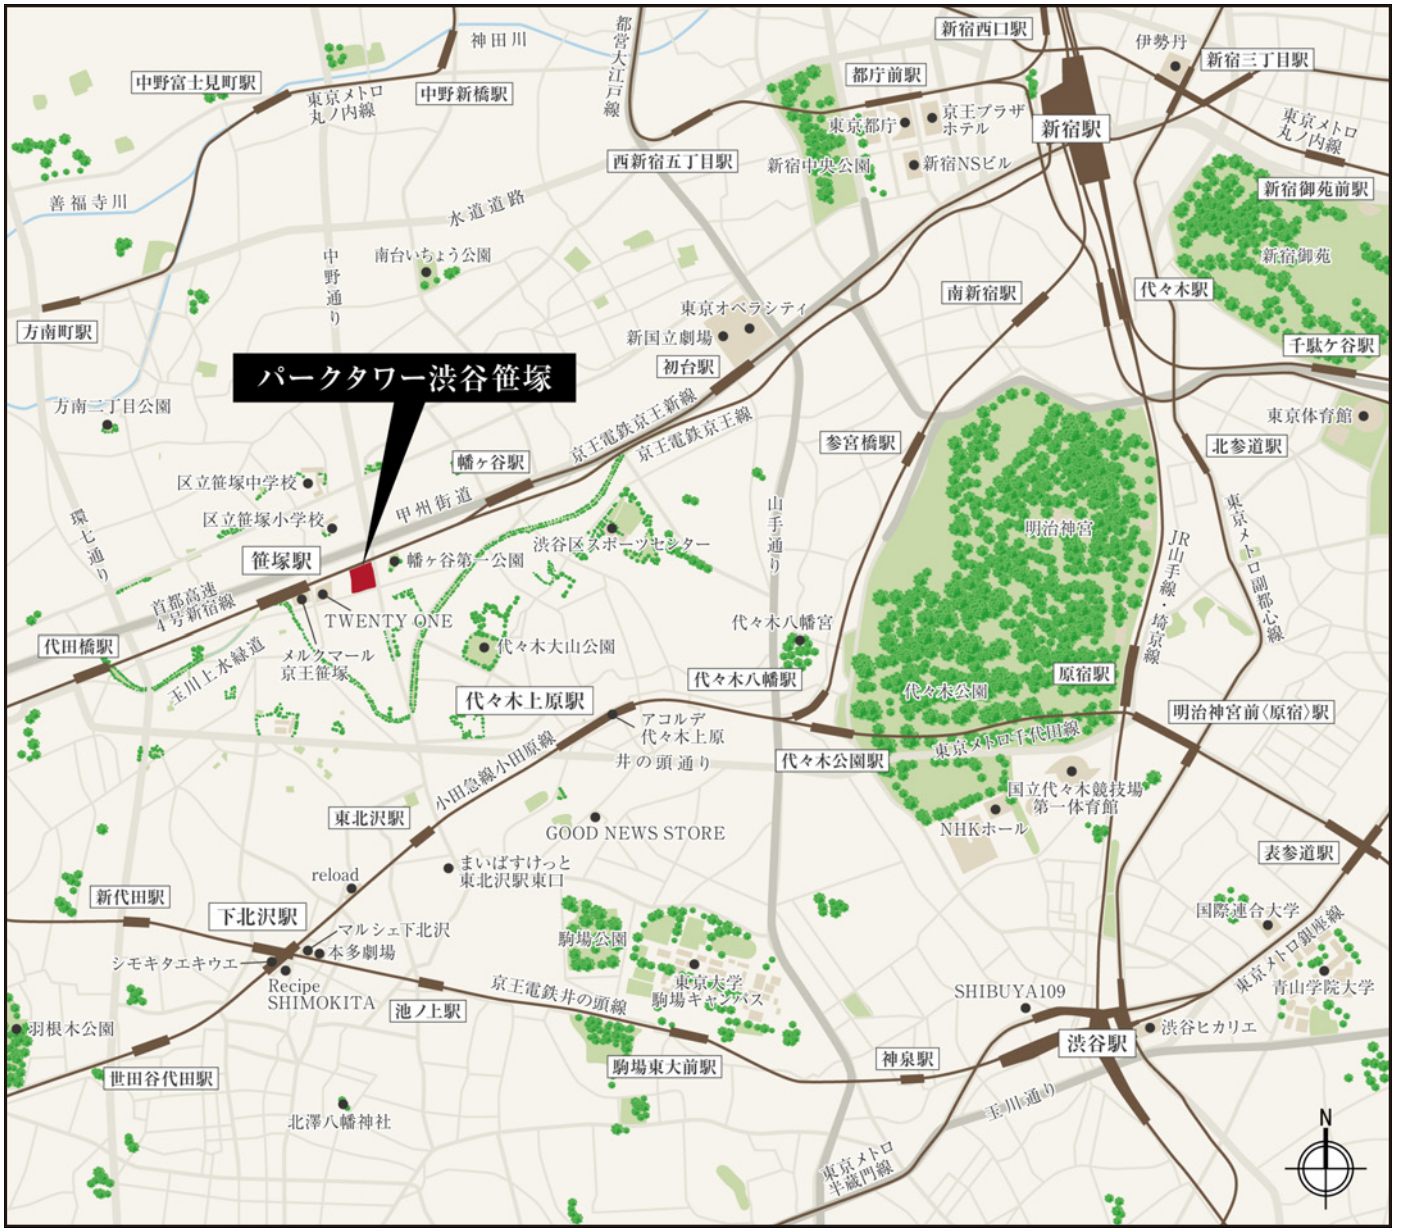 神田川
都営大江戸線
新宿西口駅
伊勢丹
新宿三丁目駅
中野富士見町駅
東京メトロ
丸ノ内線
中野新橋駅
都庁前駅
東京都庁
京王プラザ
ホテル
新宿駅
東京メトロ
丸ノ内線
西新宿五丁目駅
新宿中央公園
新宿NSビル
新宿御苑前駅
善福寺川
水道道路
南台いちょう公園
中野通り
新宿御苑
方南町駅
東京オペラシティ
新国立劇場
初台駅
南新宿駅
代々木駅
千駄ケ谷駅
パークタワー渋谷笹塚
方南二丁目公園
京王電鉄京王新線
京王電鉄京王線
参宮橋駅
北参道駅
東京体育館
幡ヶ谷駅
区立笹塚中学校
甲州街道
区立笹塚小学校
環七通り
山手通り
明治神宮
東京メトロ副都心線
JR山手線・埼京線
笹塚駅
幡ヶ谷第一公園
渋谷区スポーツセンター
首都高速
4号新宿線
TWENTY ONE
代々木八幡宮
代田橋駅
玉川上水緑道
メルクマール
京王笹塚
代々木大山公園
代々木上原駅
代々木八幡駅
代々木公園
原宿駅
アコルデ
代々木上原
明治神宮前〈原宿〉駅
東京メトロ千代田線
小田急線小田原線
井の頭通り
代々木公園駅
国立代々木競技場
第一体育館
東北沢駅
GOOD NEWS STORE
NHKホール
表参道駅
まいばすけっと
東北沢駅東口
reload
新代田駅
下北沢駅
マルシェ下北沢
本多劇場
シモキタエキウエ
Recipe
SHIMOKITA
駒場公園
東京大学
駒場キャンパス
国際連合大学
東京メトロ銀座線
青山学院大学
京王電鉄井の頭線
池ノ上駅
SHIBUYA109
渋谷ヒカリエ
渋谷駅
羽根木公園
世田谷代田駅
駒場東大前駅
神泉駅
北澤八幡神社
玉川通り
東京メトロ
半蔵門線
N